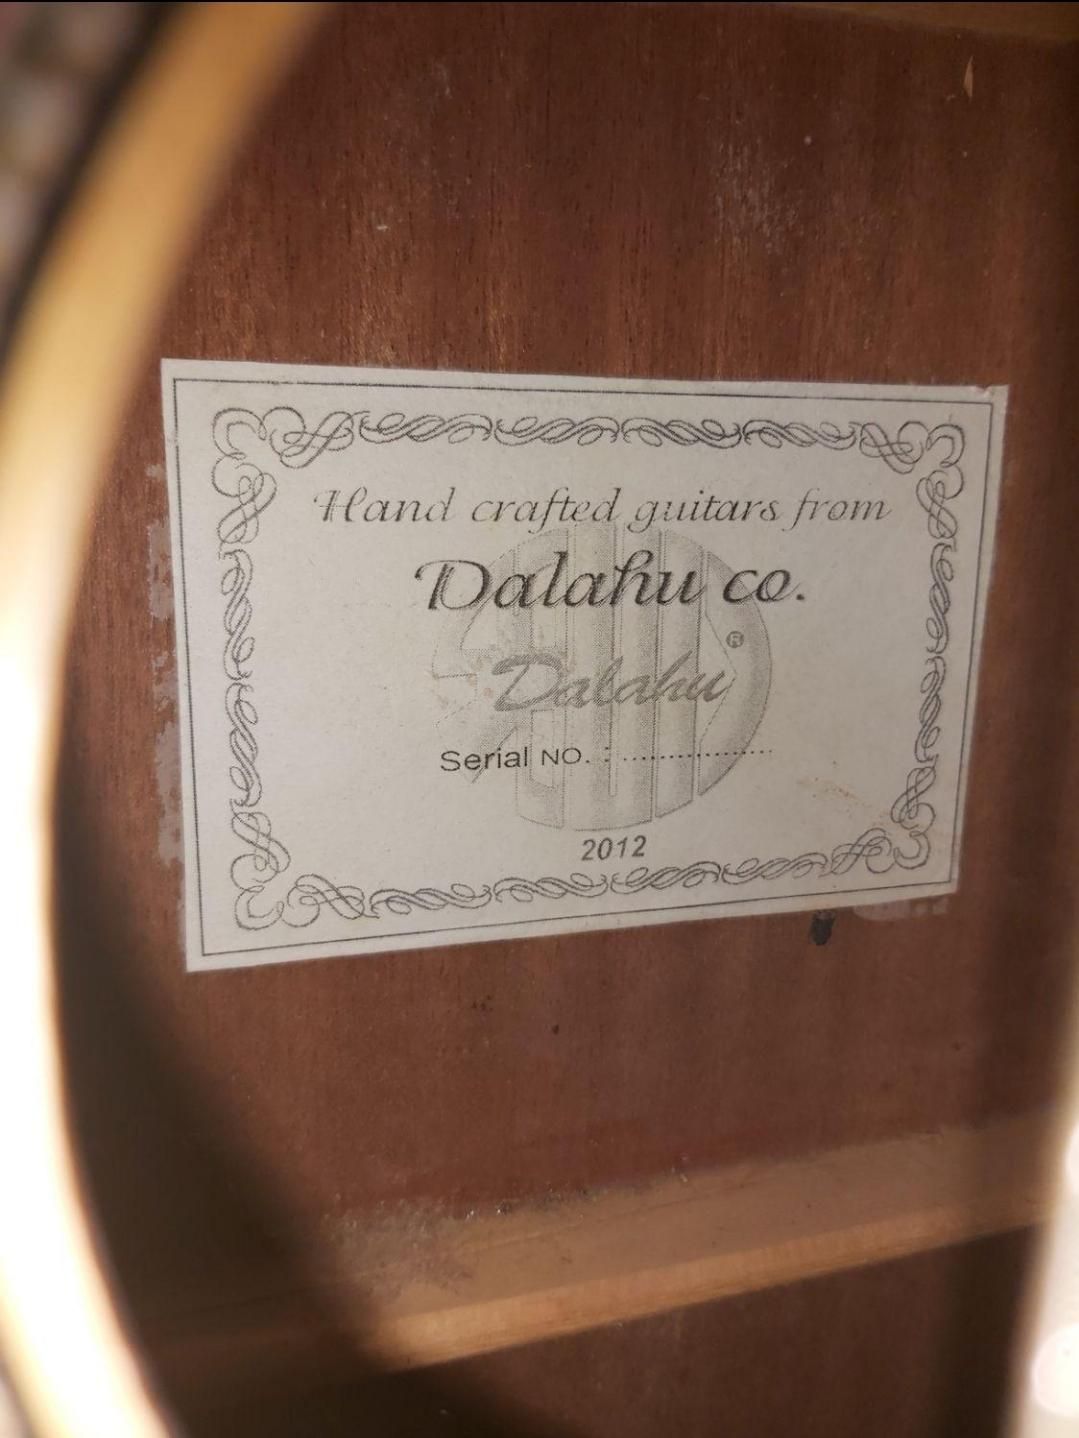 Hand crafted guitars from
Dalahu co.
Dalahu ®
Serial NO. : ........................
2012